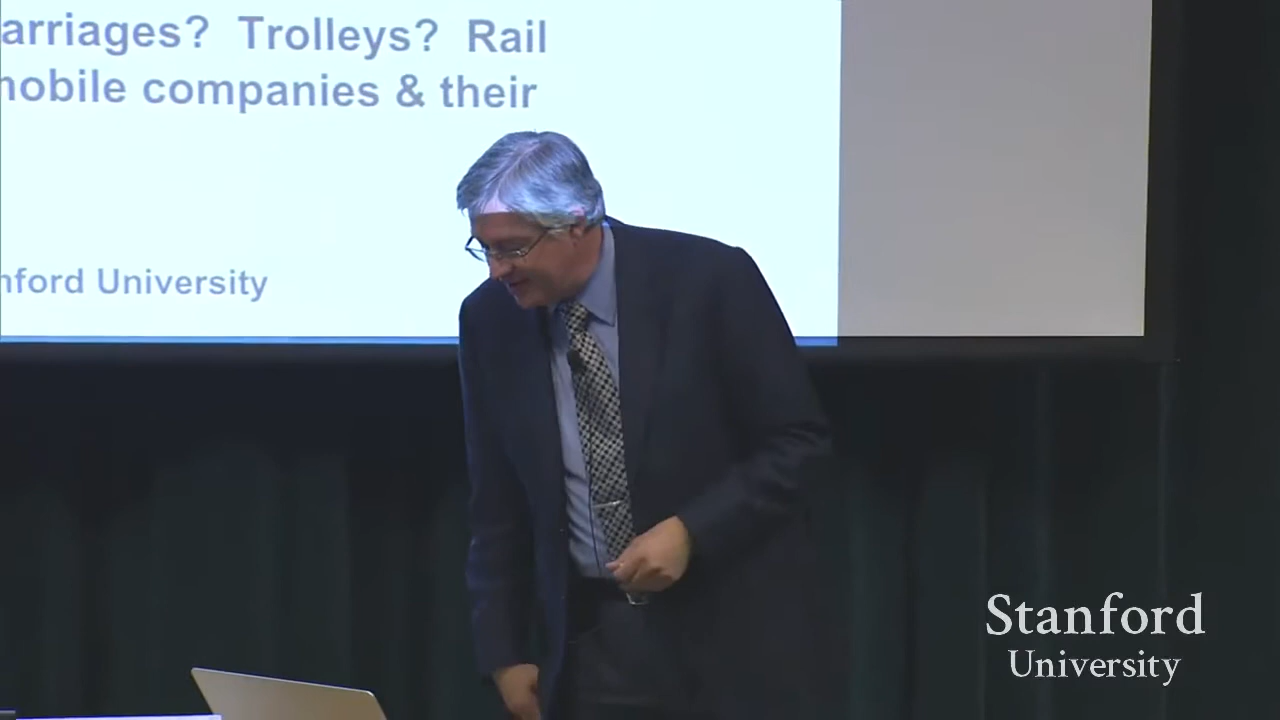 arriages? Trolleys? Rail
nobile companies & their
nford University
Stanford
University